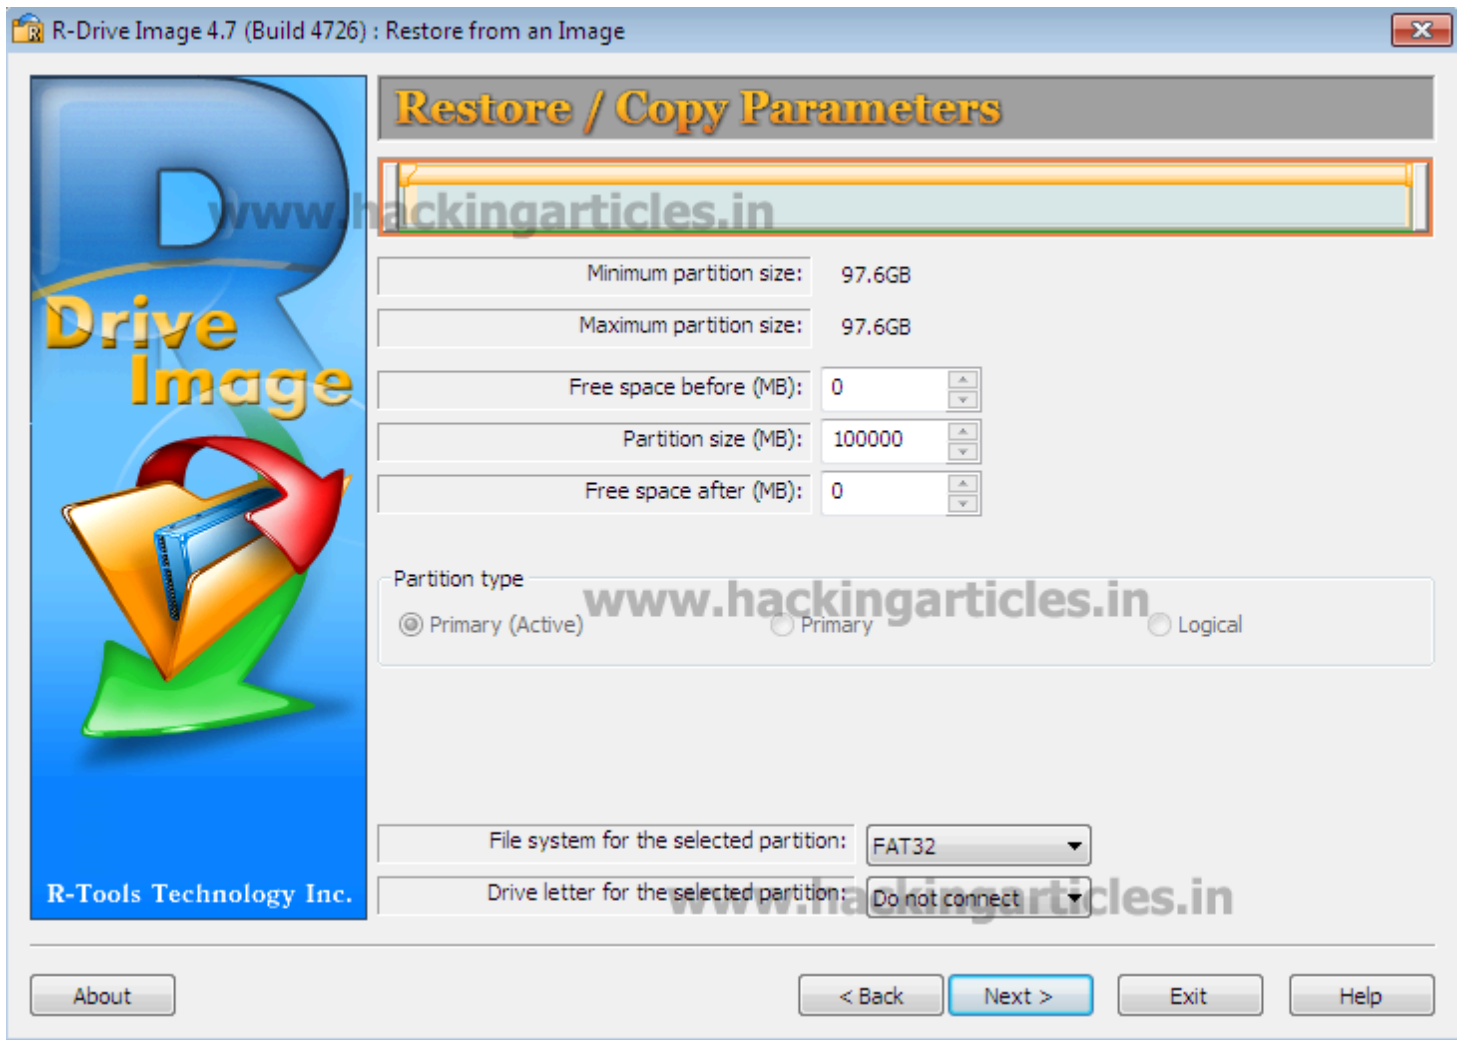 R-Drive Image 4.7 (Build 4726) : Restore from an Image
Restore / Copy Parameters
www.hackingarticles.in
Minimum partition size: 97.6GB
Maximum partition size: 97.6GB
Drive
Image
Free space before (MB): 0
Partition size (MB): 100000
Free space after (MB): 0
Partition type
www.hackingarticles.in
Primary (Active) Primary Logical
File system for the selected partition: FAT32
R-Tools Technology Inc.
Drive letter for the selected partition: Do not connect
www.hackingarticles.in
About < Back Next > Exit Help